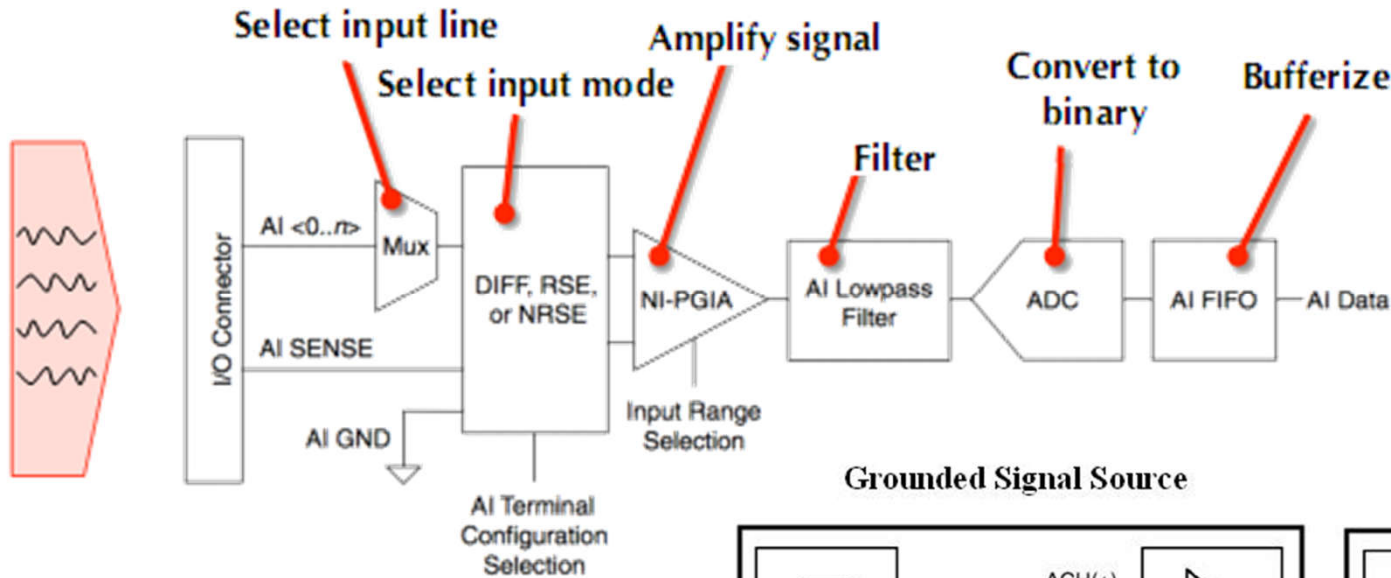 Select input line
Select input mode
Amplify signal
Convert to
binary
Bufferize
Filter
I/O Connector
AI <0..n>
Mux
AI SENSE
AI GND
DIFF, RSE,
or NRSE
NI-PGIA
AI Lowpass
Filter
ADC
AI FIFO
AI Data
Input Range
Selection
AI Terminal
Configuration
Selection
Grounded Signal Source